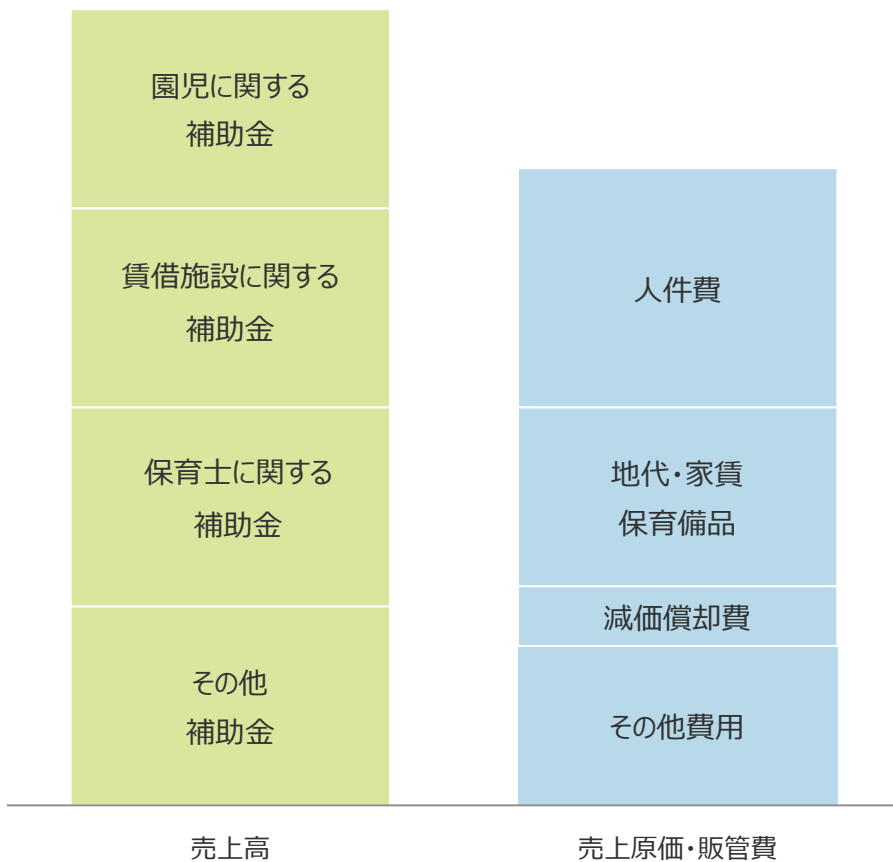 園児に関する
補助金
賃借施設に関する
補助金
保育士に関する
補助金
その他
補助金
売上高
人件費
地代・家賃
保育備品
減価償却費
その他費用
売上原価・販管費